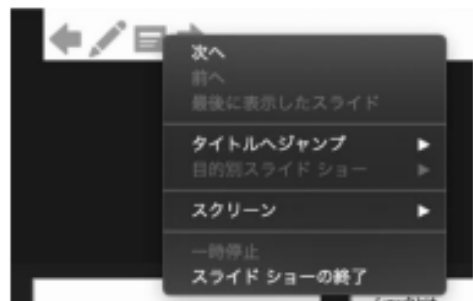 次へ
前へ
最後に表示したスライド
タイトルへジャンプ
目的別スライド ショー
スクリーン
一時停止
スライド ショーの終了